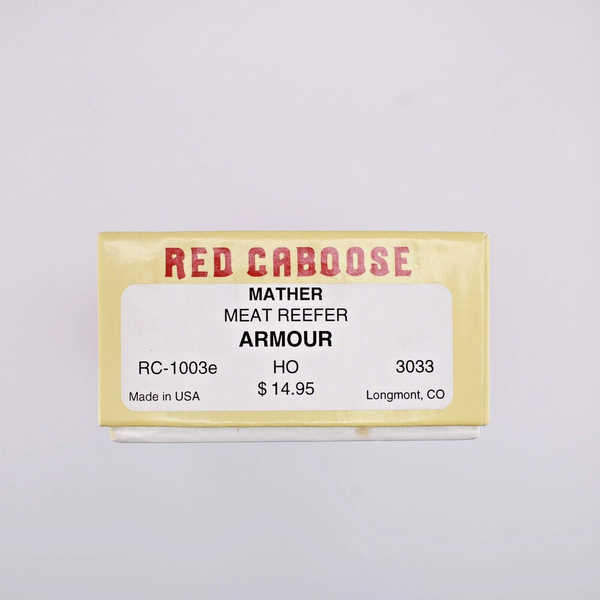 RED CABOOSE
MATHER
MEAT REEFER
ARMOUR
RC-1003e HO 3033
$ 14.95
Made in USA Longmont, CO